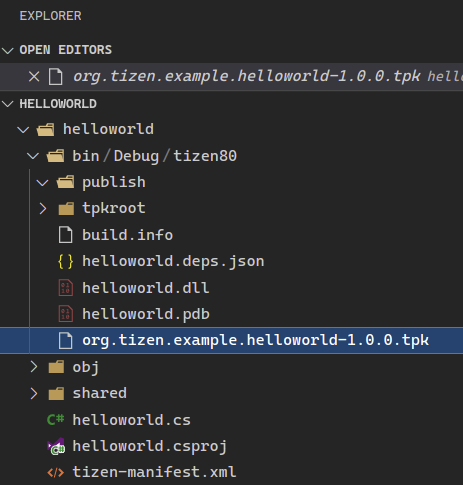 EXPLORER
OPEN EDITORS
org.tizen.example.helloworld-1.0.0.tpk hello
HELLOWORLD
helloworld
bin/Debug/tizen80
publish
tpkroot
build.info
{} helloworld.deps.json
helloworld.dll
helloworld.pdb
org.tizen.example.helloworld-1.0.0.tpk
obj
shared
C# helloworld.cs
helloworld.csproj
tizen-manifest.xml